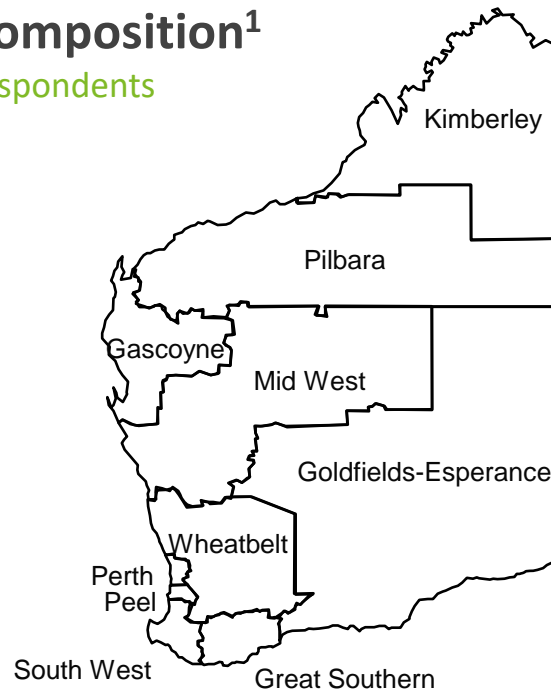 omposition¹
spondents
Kimberley
Pilbara
Gascoyne
Mid West
Goldfields-Esperance
Wheatbelt
Perth
Peel
South West
Great Southern